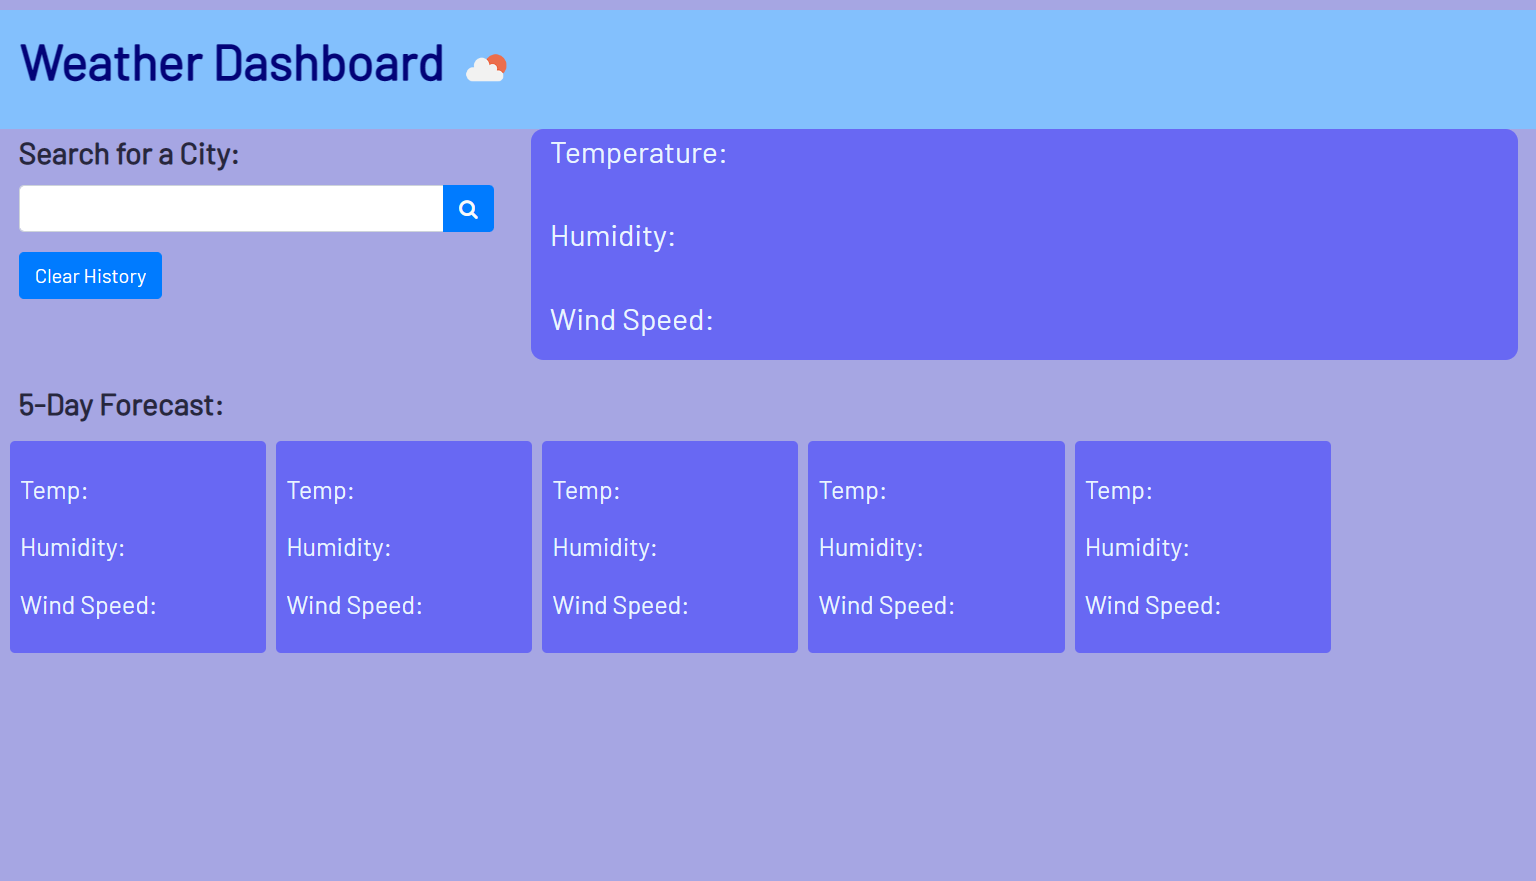 Weather Dashboard
Search for a City:
Clear History
Temperature:
Humidity:
Wind Speed:
5-Day Forecast:
Temp:
Humidity:
Wind Speed:
Temp:
Humidity:
Wind Speed:
Temp:
Humidity:
Wind Speed:
Temp:
Humidity:
Wind Speed:
Temp:
Humidity:
Wind Speed: